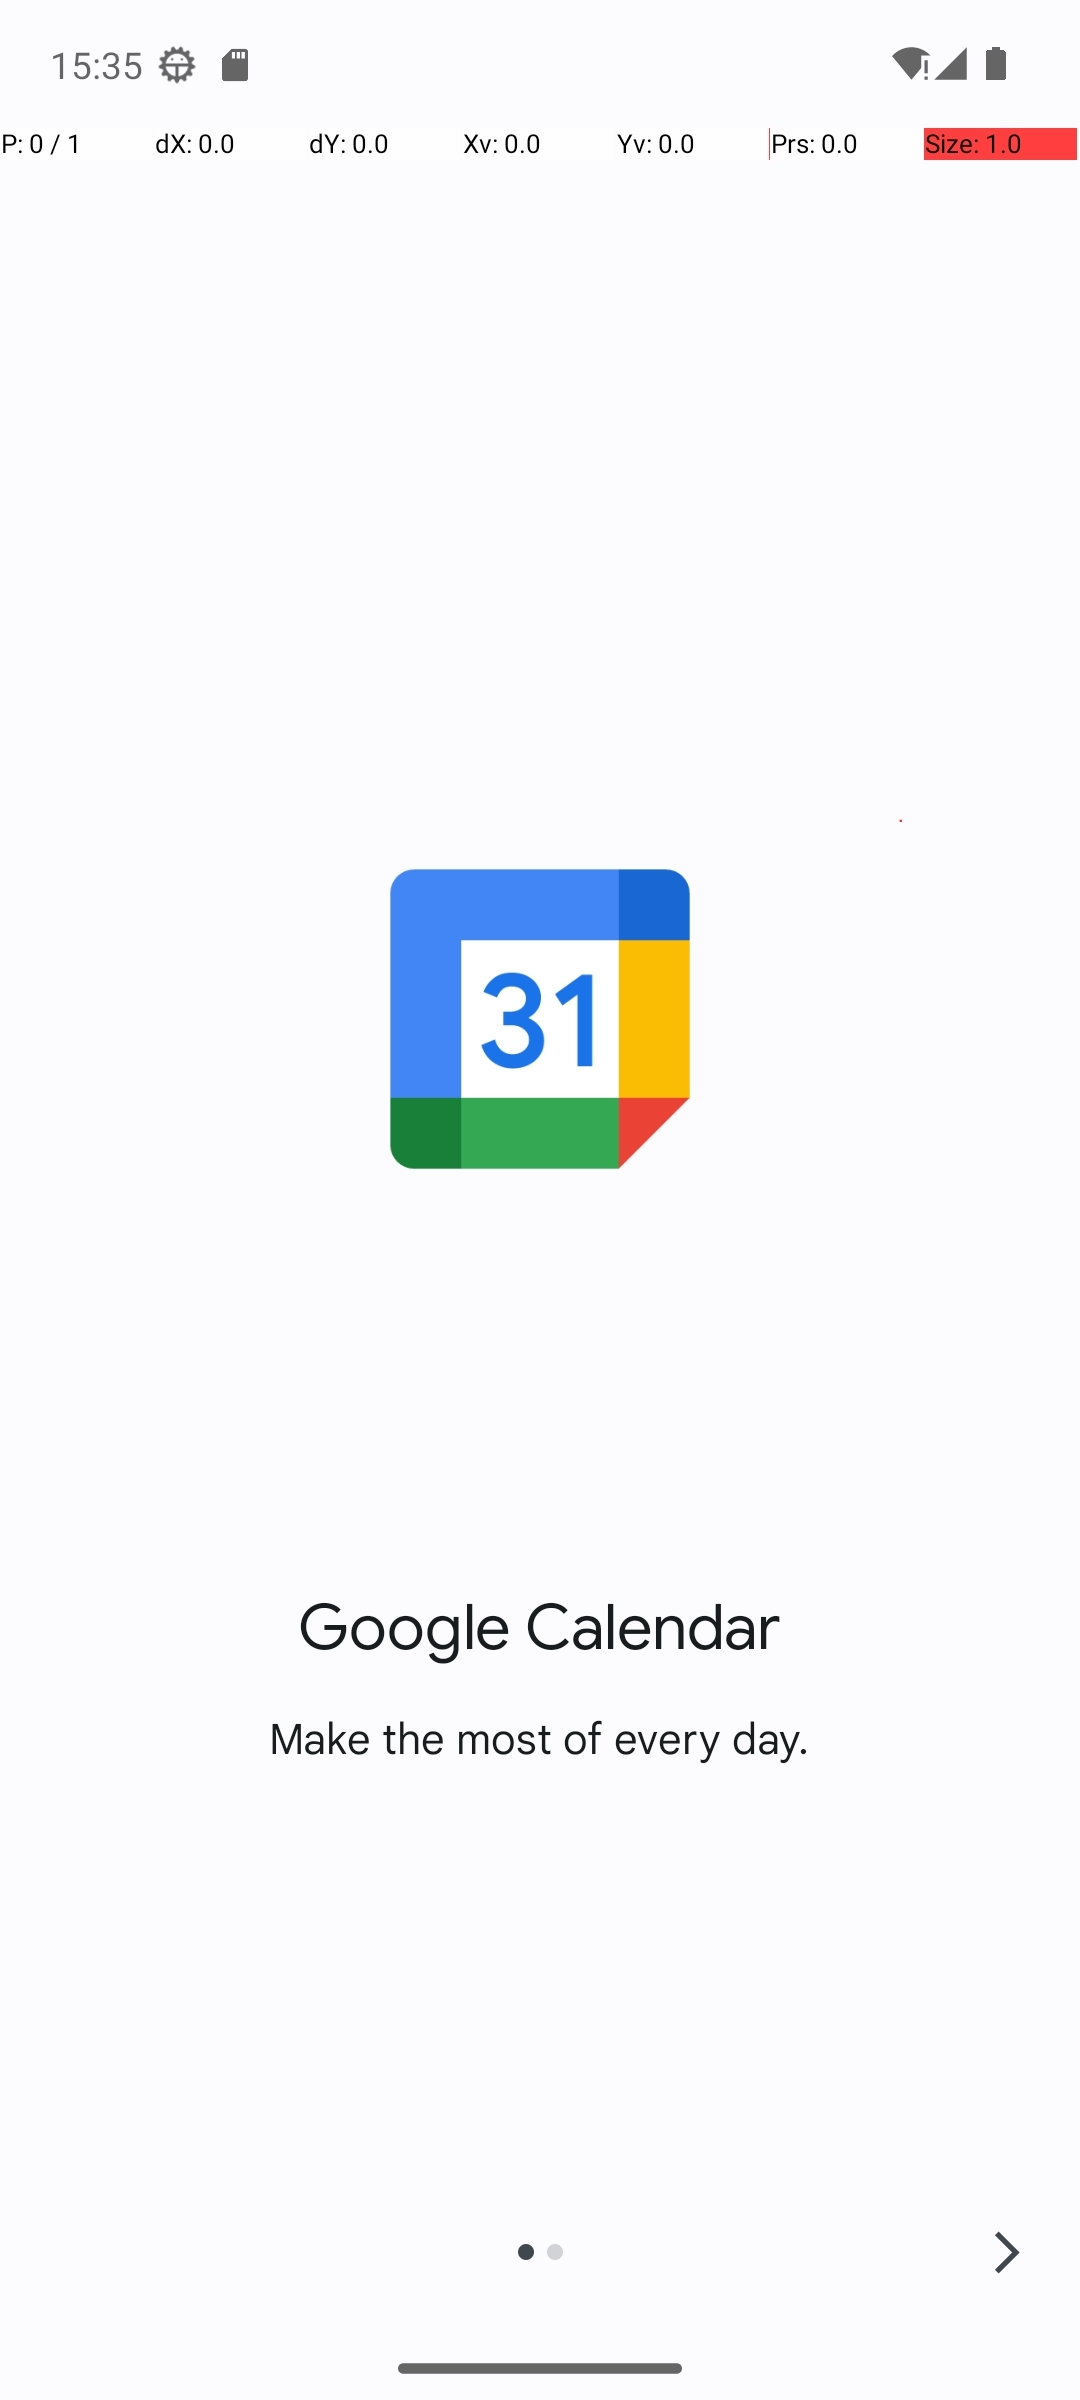 15:35
P: 0 / 1 dX: 0.0 dY: 0.0 Xv: 0.0 Yv: 0.0 Prs: 0.0 Size: 1.0
31
Google Calendar
Make the most of every day.